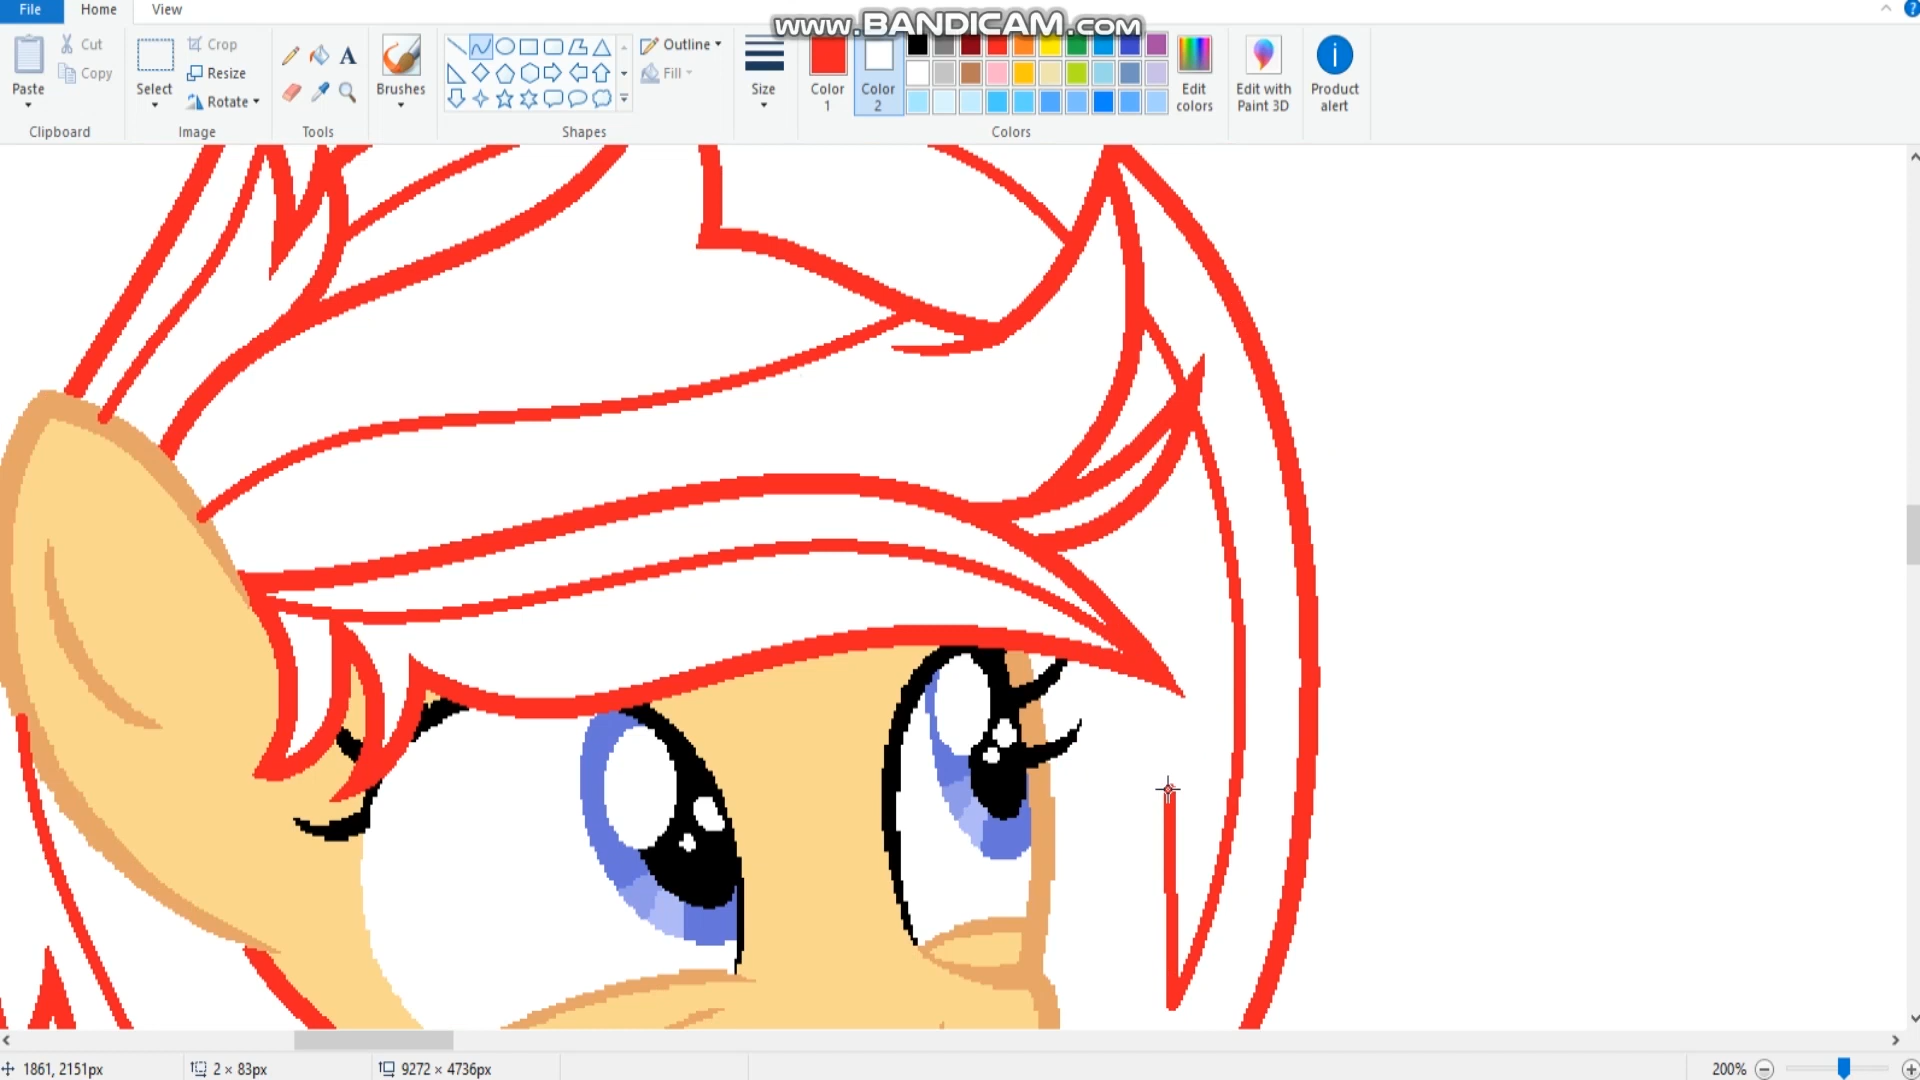 File
Home
View
www.BANDICAM.com
Paste
Cut
Copy
Clipboard
Select
Crop
Resize
Rotate
Image
A
Tools
Brushes
Outline
Fill
Shapes
Size
Color
1
Color
2
Edit
colors
Colors
Edit with
Paint 3D
Product
alert
1861, 2151px
2 × 83px
9272 × 4736px
200%